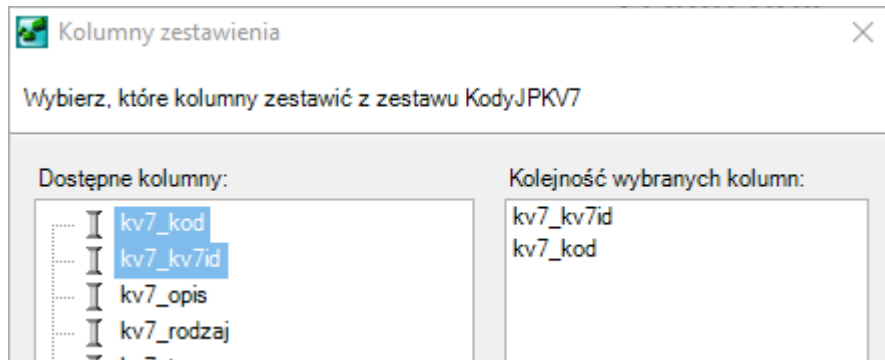 Kolumny zestawienia
Wybierz, które kolumny zestawić z zestawu KodyJPKV7
Dostępne kolumny:
kv7_kod
kv7_kv7id
kv7_opis
kv7_rodzaj
Kolejność wybranych kolumn:
kv7_kv7id
kv7_kod